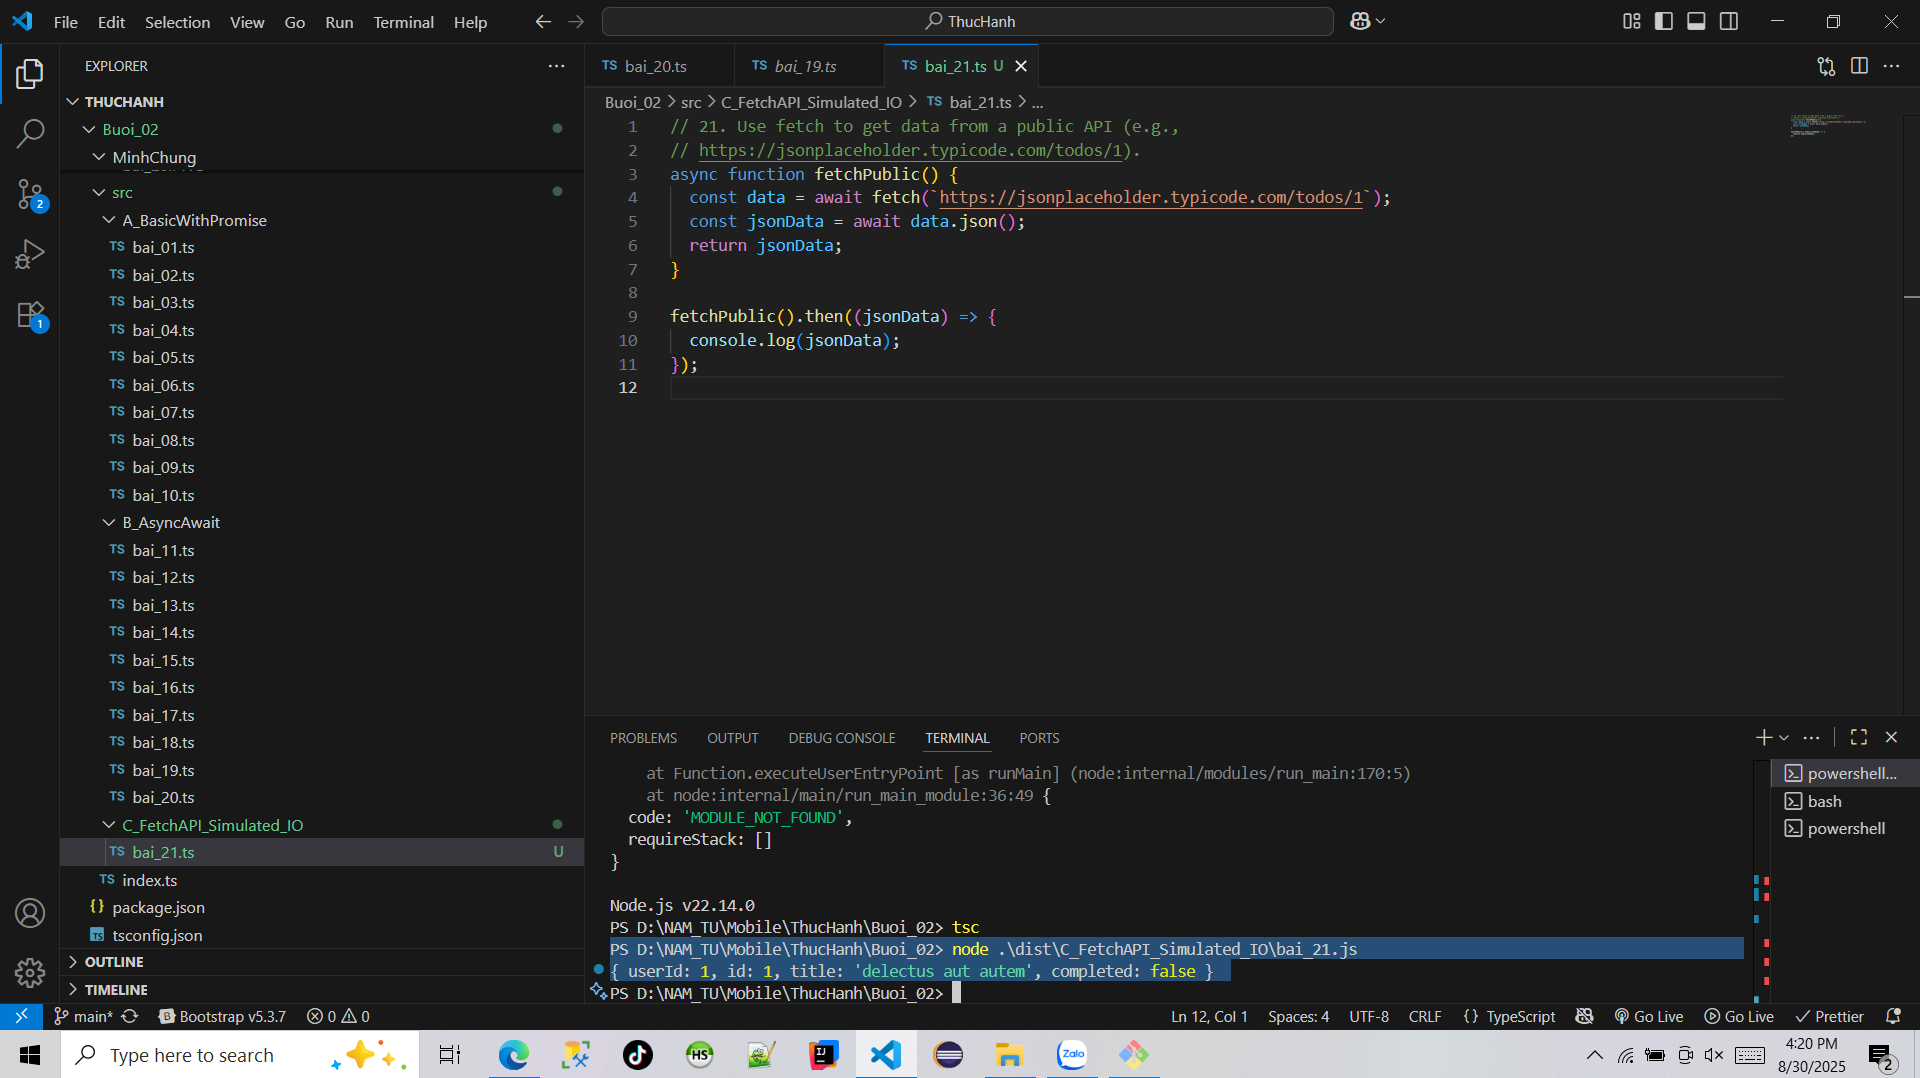 File Edit Selection View Go Run Terminal Help
ThucHanh
EXPLORER
THUCHANH
Buoi_02
MinhChung
src
A_BasicWithPromise
TS bai_01.ts
TS bai_02.ts
TS bai_03.ts
TS bai_04.ts
TS bai_05.ts
TS bai_06.ts
TS bai_07.ts
TS bai_08.ts
TS bai_09.ts
TS bai_10.ts
B_AsyncAwait
TS bai_11.ts
TS bai_12.ts
TS bai_13.ts
TS bai_14.ts
TS bai_15.ts
TS bai_16.ts
TS bai_17.ts
TS bai_18.ts
TS bai_19.ts
TS bai_20.ts
C_FetchAPI_Simulated_IO
TS bai_21.ts U
TS index.ts
{} package.json
TS tsconfig.json
OUTLINE
TIMELINE
2
1
TS bai_20.ts TS bai_19.ts TS bai_21.ts U
Buoi_02 > src > C_FetchAPI_Simulated_IO > TS bai_21.ts > ...
1 // 21. Use fetch to get data from a public API (e.g.,
2 // https://jsonplaceholder.typicode.com/todos/1).
3 async function fetchPublic() {
4 const data = await fetch(`https://jsonplaceholder.typicode.com/todos/1`);
5 const jsonData = await data.json();
6 return jsonData;
7 }
8
9 fetchPublic().then((jsonData) => {
10 console.log(jsonData);
11 });
12
PROBLEMS OUTPUT DEBUG CONSOLE TERMINAL PORTS
at Function.executeUserEntryPoint [as runMain] (node:internal/modules/run_main:170:5)
at node:internal/main/run_main_module:36:49 {
code: 'MODULE_NOT_FOUND',
requireStack: []
}
Node.js v22.14.0
PS D:\NAM_TU\Mobile\ThucHanh\Buoi_02> tsc
PS D:\NAM_TU\Mobile\ThucHanh\Buoi_02> node .\dist\C_FetchAPI_Simulated_IO\bai_21.js
{ userId: 1, id: 1, title: 'delectus aut autem', completed: false }
PS D:\NAM_TU\Mobile\ThucHanh\Buoi_02>
powershell...
bash
powershell
main* B Bootstrap v5.3.7 0 0 Ln 12, Col 1 Spaces: 4 UTF-8 CRLF {} TypeScript Go Live Go Live Prettier
Type here to search
HS
IJ
Zalo
4:20 PM
8/30/2025
2